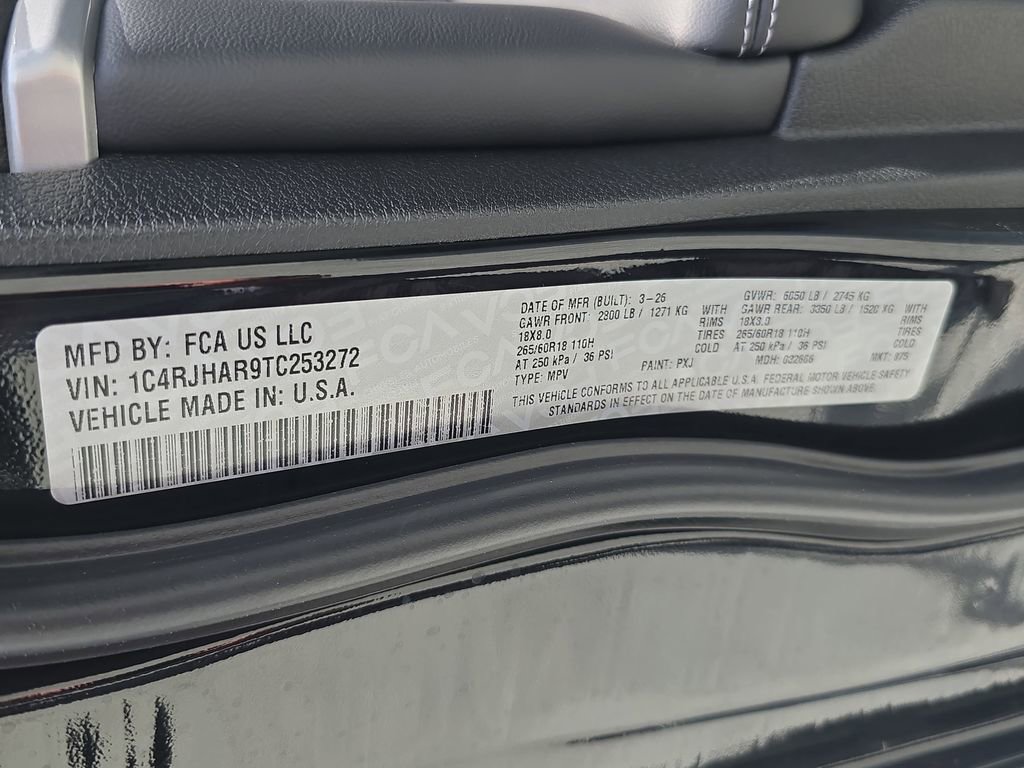 MFD BY: FCA US LLC
VIN: 1C4RJHAR9TC253272
VEHICLE MADE IN: U.S.A.
DATE OF MFR (BUILT): 3-26
GAWR FRONT: 2800 LB / 1271 KG WITH
18X8.0 RIMS
265/60R18 110H TIRES
AT 250 kPa / 36 PSI COLD
TYPE: MPV PAINT: PXJ
GVWR: 6050 LB / 2745 KG
GAWR REAR: 3350 LB / 1520 KG WITH
18X8.0 RIMS
265/60R18 110H TIRES
AT 250 kPa / 36 PSI COLD
MDH: MKT: 875
THIS VEHICLE CONFORMS TO ALL APPLICABLE U.S.A. FEDERAL MOTOR VEHICLE SAFETY
STANDARDS IN EFFECT ON THE DATE OF MANUFACTURE SHOWN ABOVE.